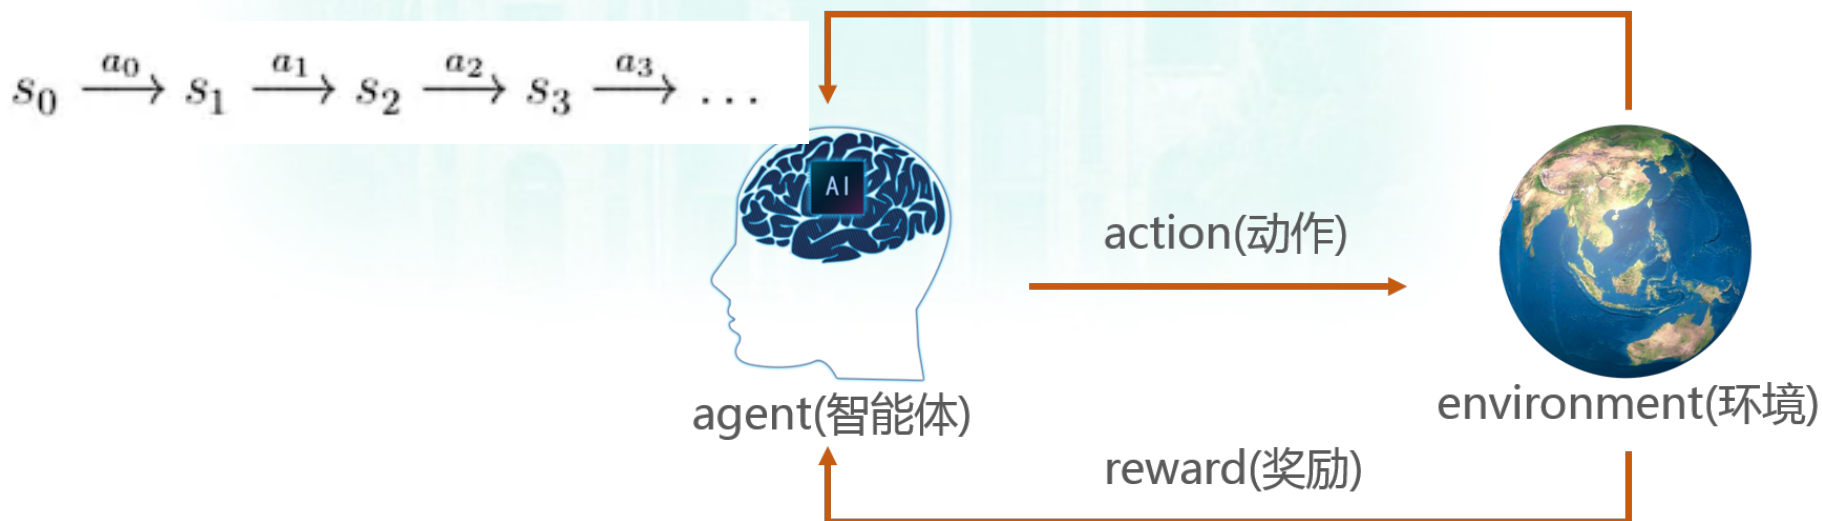 s₀ —a₀→ s₁ —a₁→ s₂ —a₂→ s₃ —a₃→ ...
AI
action(动作)
agent(智能体)
environment(环境)
reward(奖励)